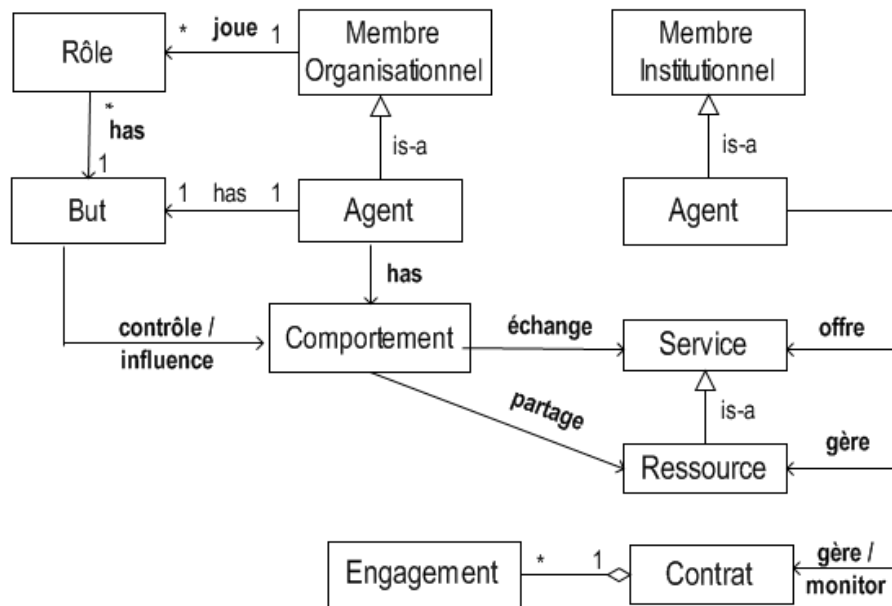 Rôle
* joue 1
Membre
Organisationnel
Membre
Institutionnel
*
has
1
is-a
is-a
But
1 has 1
Agent
Agent
has
contrôle /
influence
Comportement
échange
Service
offre
partage
is-a
Ressource
gère
Engagement
* 1
Contrat
gère /
monitor